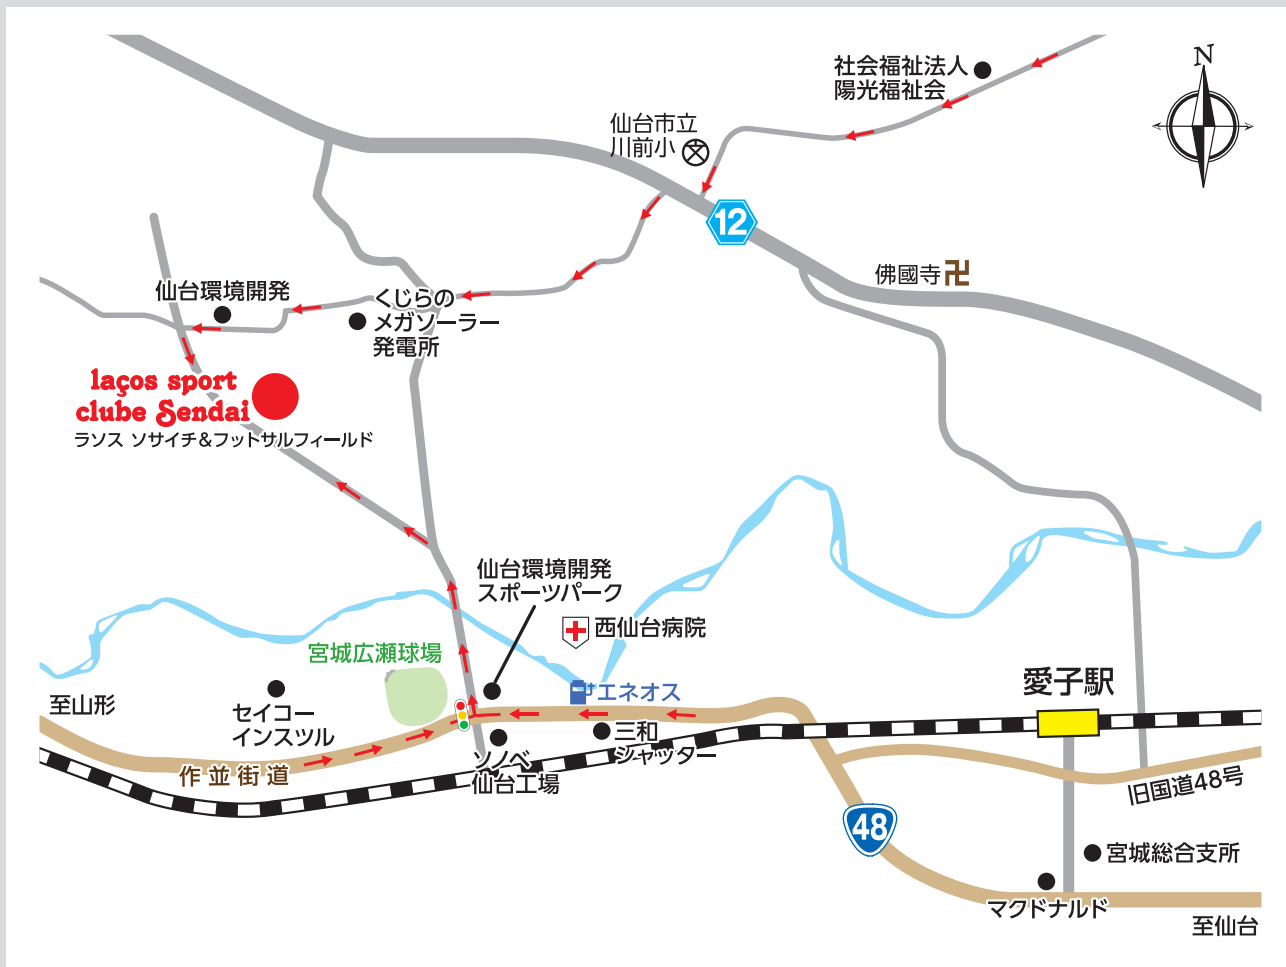 社会福祉法人
陽光福祉会
N
仙台市立
川前小
文
12
佛國寺卍
仙台環境開発
くじらの
メガソーラー
発電所
laços sport
clube Sendai
ラソス ソサイチ&フットサルフィールド
仙台環境開発
スポーツパーク
西仙台病院
宮城広瀬球場
エネオス
愛子駅
至山形
セイコー
インスツル
三和
シャッター
ソノベ
仙台工場
作並街道
旧国道48号
48
宮城総合支所
マクドナルド
至仙台